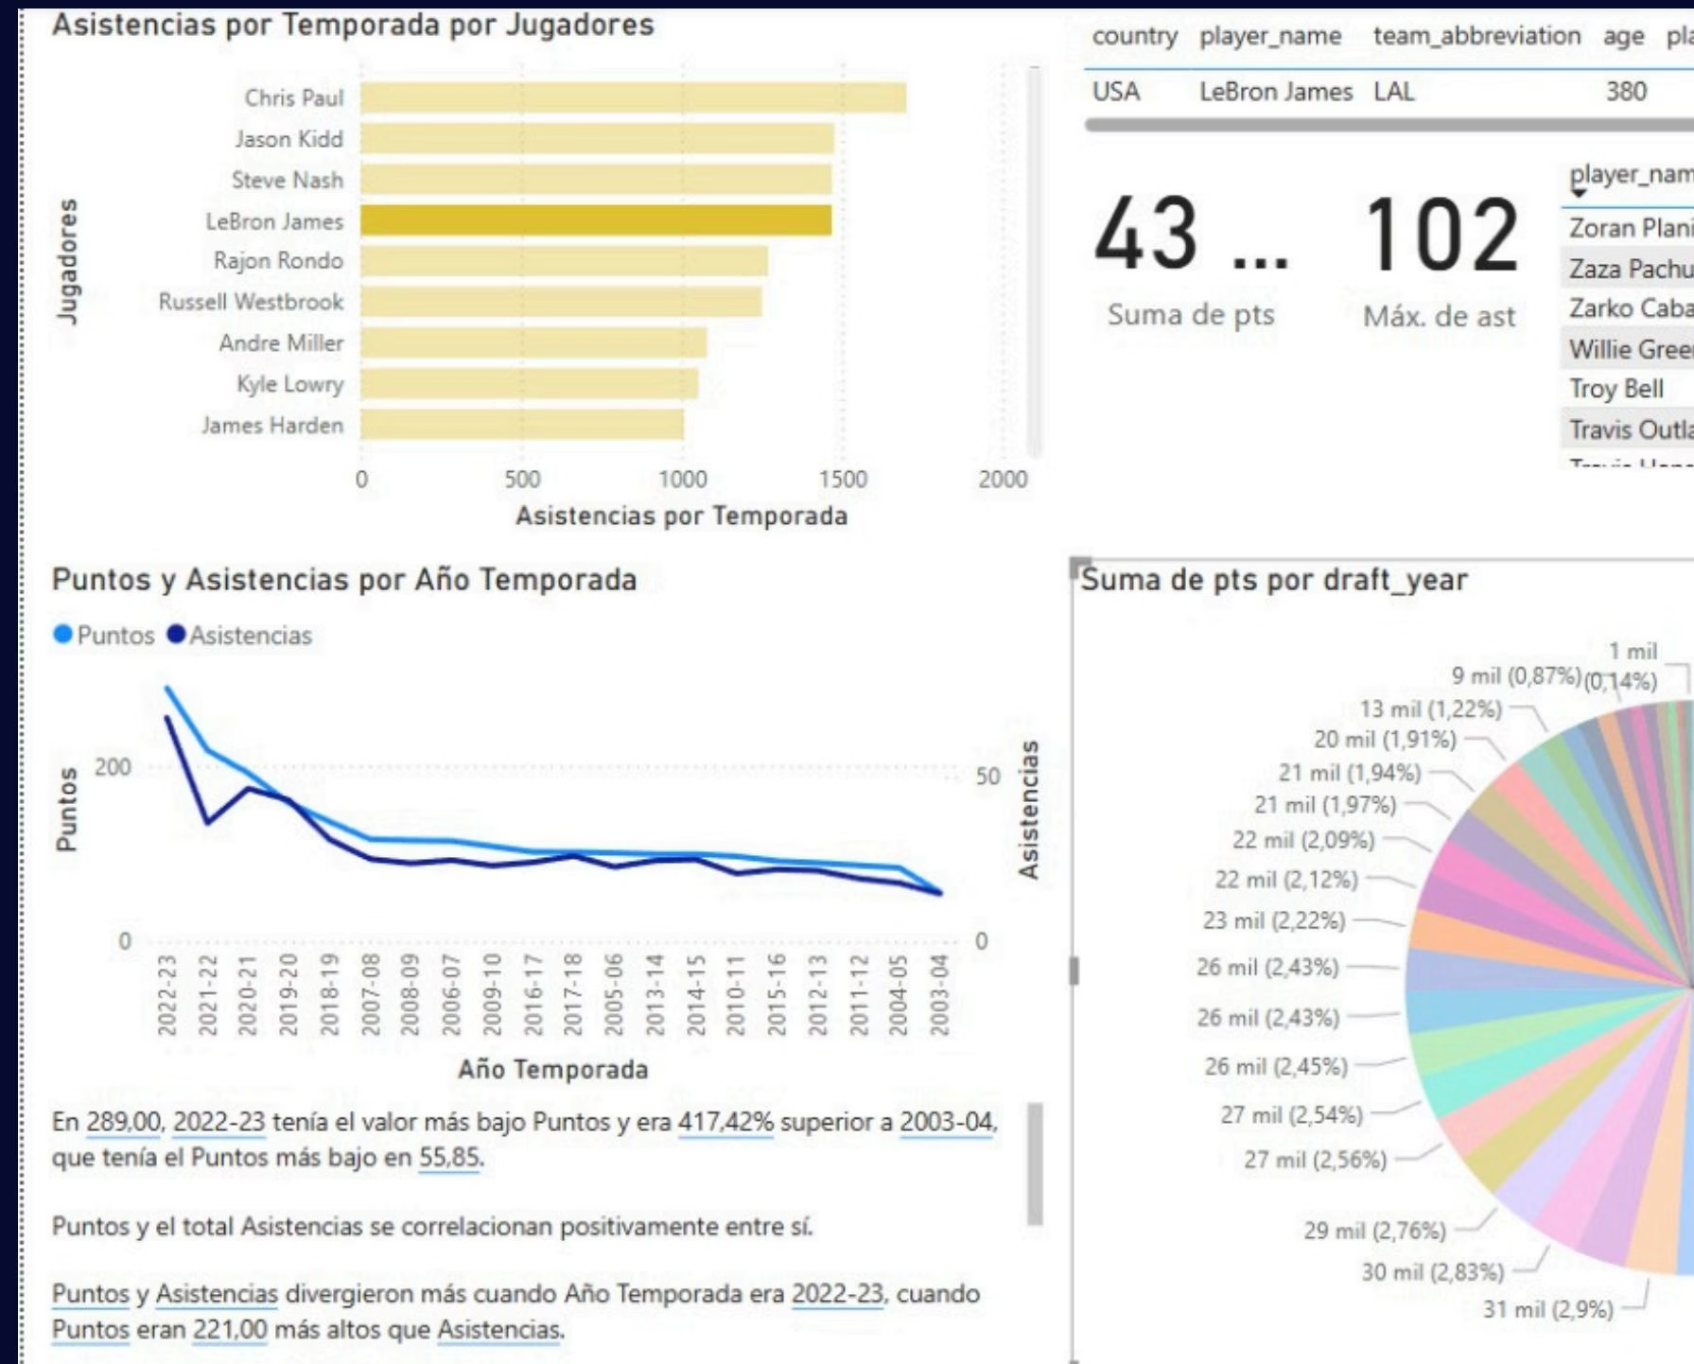 Asistencias por Temporada por Jugadores
Jugadores
Chris Paul
Jason Kidd
Steve Nash
LeBron James
Rajon Rondo
Russell Westbrook
Andre Miller
Kyle Lowry
James Harden
0 500 1000 1500 2000
Asistencias por Temporada
country player_name team_abbreviation age pla
USA LeBron James LAL 380
43 ...
Suma de pts
102
Máx. de ast
player_nam
Zoran Plani
Zaza Pachu
Zarko Caba
Willie Green
Troy Bell
Travis Outla
Puntos y Asistencias por Año Temporada
Puntos Asistencias
Puntos
200
0
50
0
Asistencias
2022-23
2021-22
2020-21
2019-20
2018-19
2007-08
2008-09
2006-07
2009-10
2016-17
2017-18
2005-06
2013-14
2014-15
2010-11
2015-16
2012-13
2011-12
2004-05
2003-04
Año Temporada
En 289,00, 2022-23 tenía el valor más bajo Puntos y era 417,42% superior a 2003-04,
que tenía el Puntos más bajo en 55,85.
Puntos y el total Asistencias se correlacionan positivamente entre sí.
Puntos y Asistencias divergieron más cuando Año Temporada era 2022-23, cuando
Puntos eran 221,00 más altos que Asistencias.
Suma de pts por draft_year
1 mil
(0,14%)
9 mil (0,87%)
13 mil (1,22%)
20 mil (1,91%)
21 mil (1,94%)
21 mil (1,97%)
22 mil (2,09%)
22 mil (2,12%)
23 mil (2,22%)
26 mil (2,43%)
26 mil (2,43%)
26 mil (2,45%)
27 mil (2,54%)
27 mil (2,56%)
29 mil (2,76%)
30 mil (2,83%)
31 mil (2,9%)